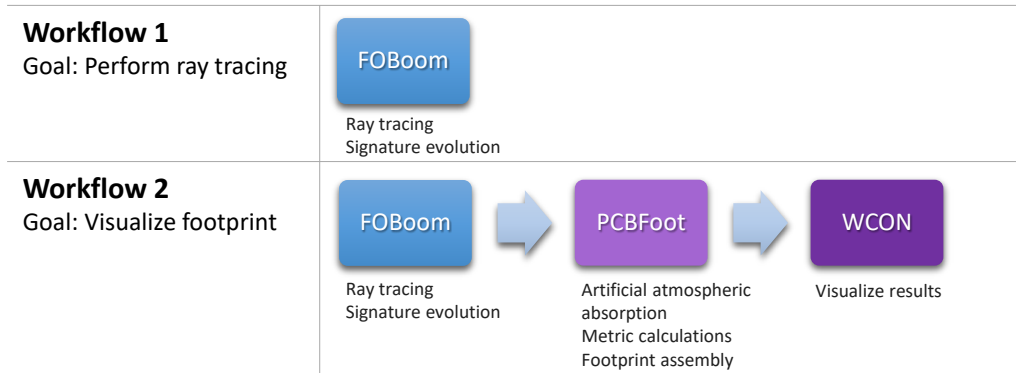 Workflow 1
Goal: Perform ray tracing
FOBoom
Ray tracing
Signature evolution
Workflow 2
Goal: Visualize footprint
FOBoom
Ray tracing
Signature evolution
PCBFoot
Artificial atmospheric
absorption
Metric calculations
Footprint assembly
WCON
Visualize results